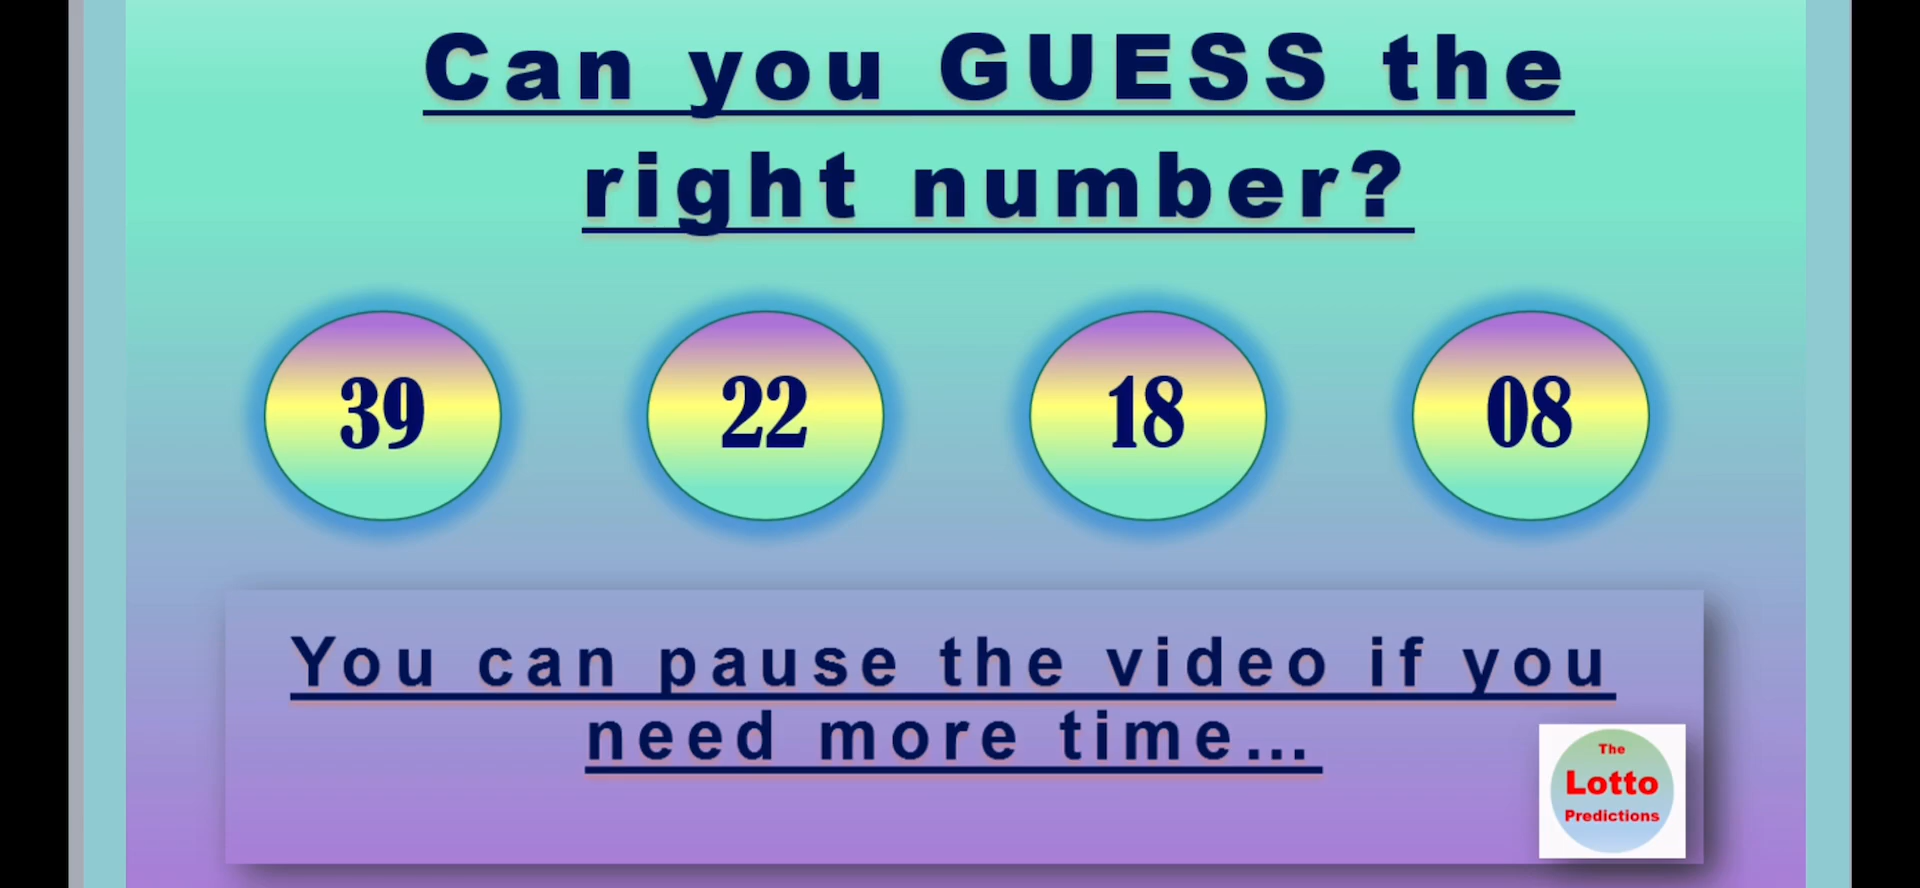 Can you GUESS the
right number?
39 22 18 08
You can pause the video if you
need more time...
The
Lotto
Predictions